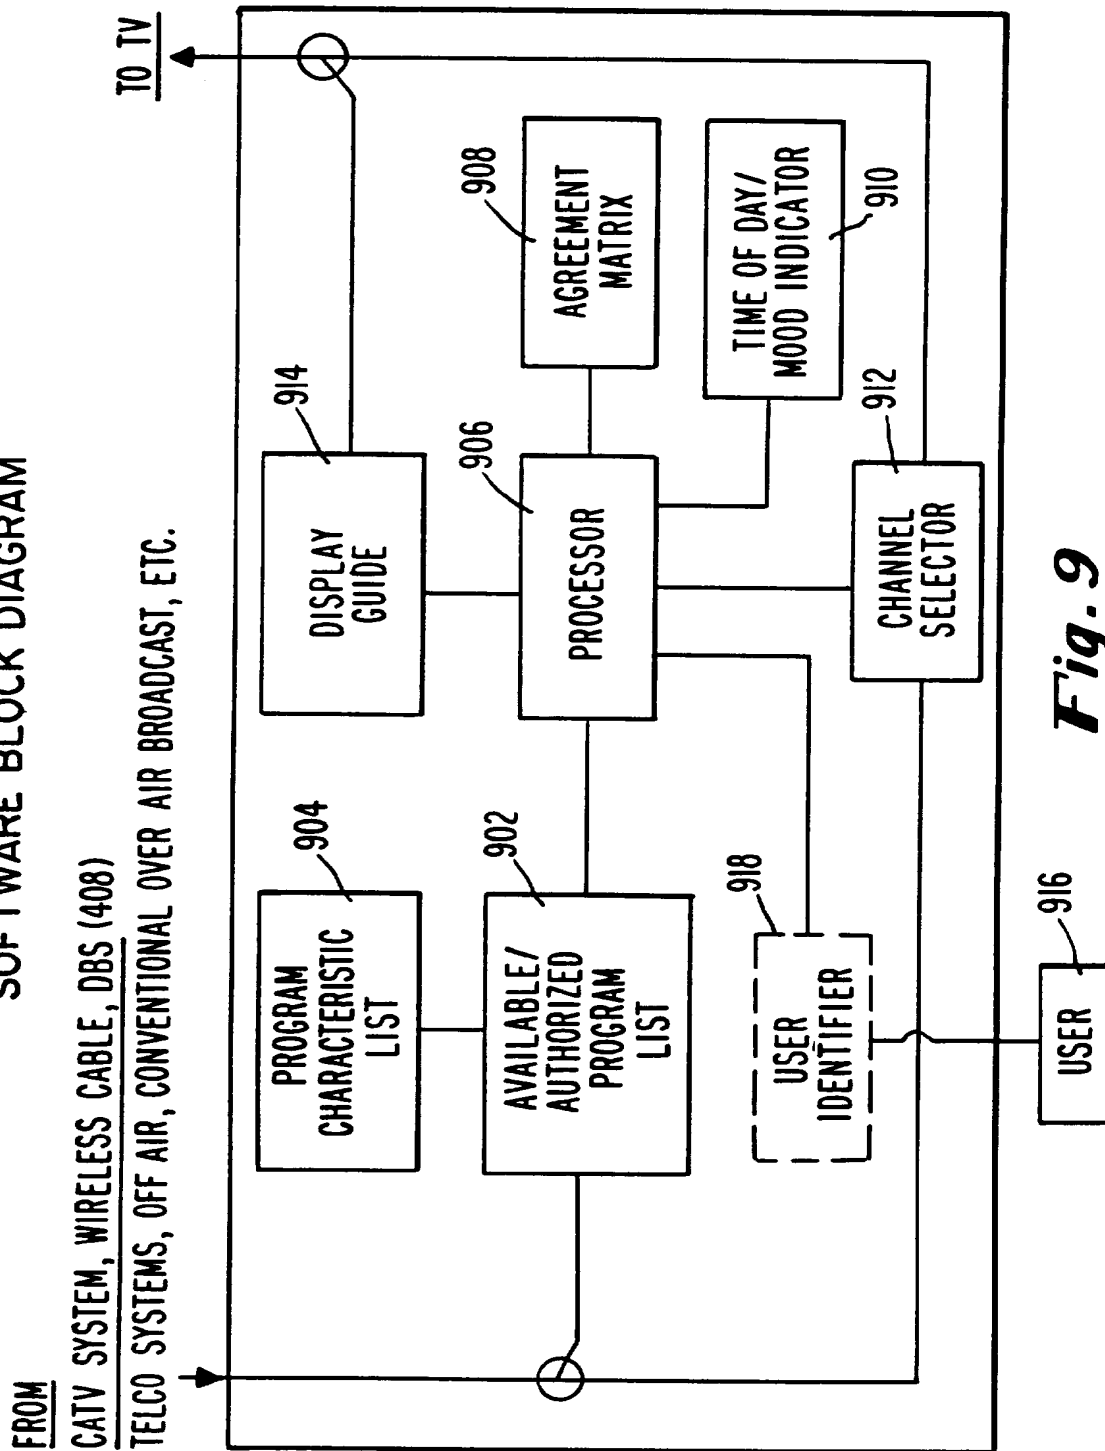 SOFTWARE BLOCK DIAGRAM
FROM
CATV SYSTEM, WIRELESS CABLE, DBS (408)
TELCO SYSTEMS, OFF AIR, CONVENTIONAL OVER AIR BROADCAST, ETC.
TO TV
PROGRAM
CHARACTERISTIC
LIST
904
DISPLAY
GUIDE
914
AVAILABLE/
AUTHORIZED
PROGRAM
LIST
902
PROCESSOR
906
AGREEMENT
MATRIX
908
USER
IDENTIFIER
918
TIME OF DAY/
MOOD INDICATOR
910
CHANNEL
SELECTOR
912
USER
916
Fig. 9